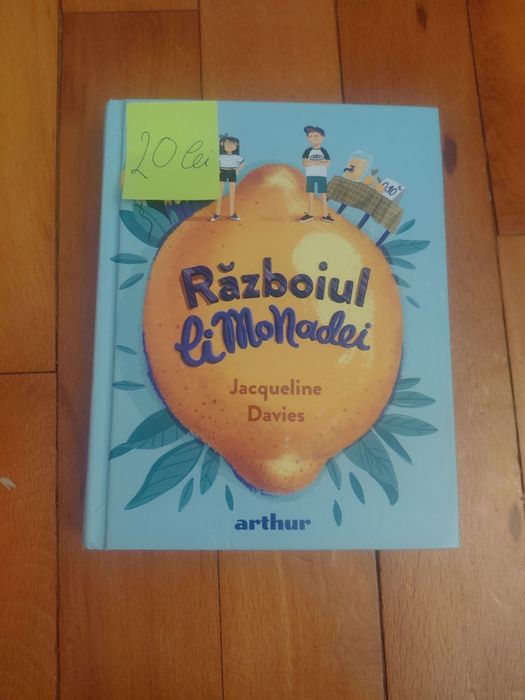 20 lei
Războiul
liMoNadei
Jacqueline
Davies
arthur